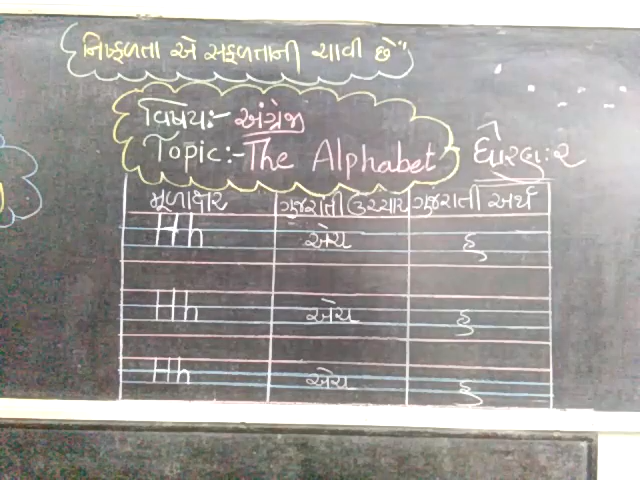 નિષ્ફળતા એ સફળતાની ચાવી છે"
વિષય:- અંગ્રેજી
Topic:- The Alphabet ધોરણ:૨
મૂળાક્ષર ગુજરાતી ઉચ્ચાર ગુજરાતી અર્થ
Hh એચ હ
Hh એચ હ
Hh એચ હ